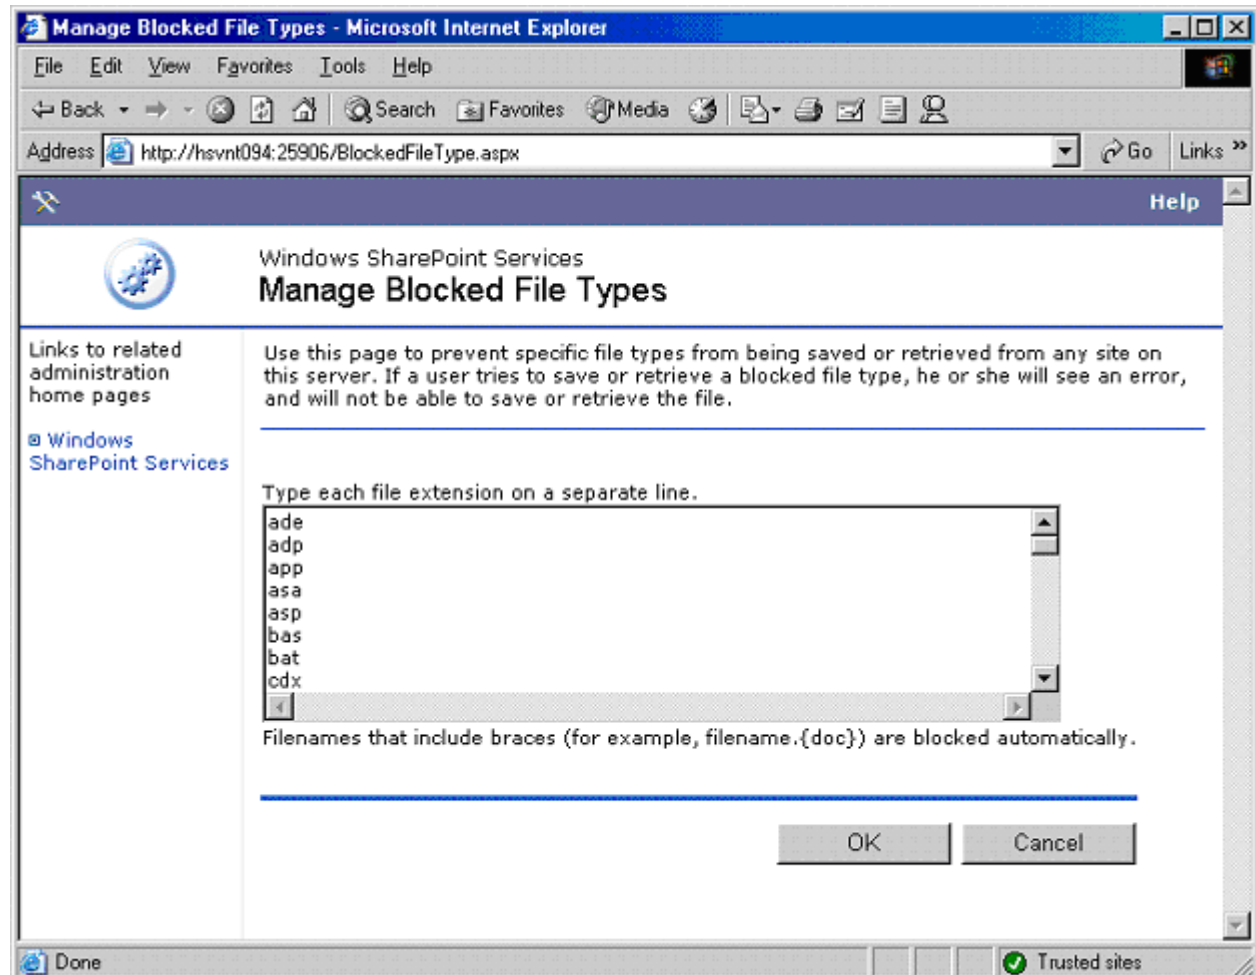 Manage Blocked File Types - Microsoft Internet Explorer
File Edit View Favorites Tools Help
Back Search Favorites Media
Address http://hsvnt094:25906/BlockedFileType.aspx Go Links »
Help
Windows SharePoint Services
Manage Blocked File Types
Links to related
administration
home pages
Windows
SharePoint Services
Use this page to prevent specific file types from being saved or retrieved from any site on
this server. If a user tries to save or retrieve a blocked file type, he or she will see an error,
and will not be able to save or retrieve the file.
Type each file extension on a separate line.
ade
adp
app
asa
asp
bas
bat
cdx
Filenames that include braces (for example, filename.{doc}) are blocked automatically.
OK Cancel
Done Trusted sites